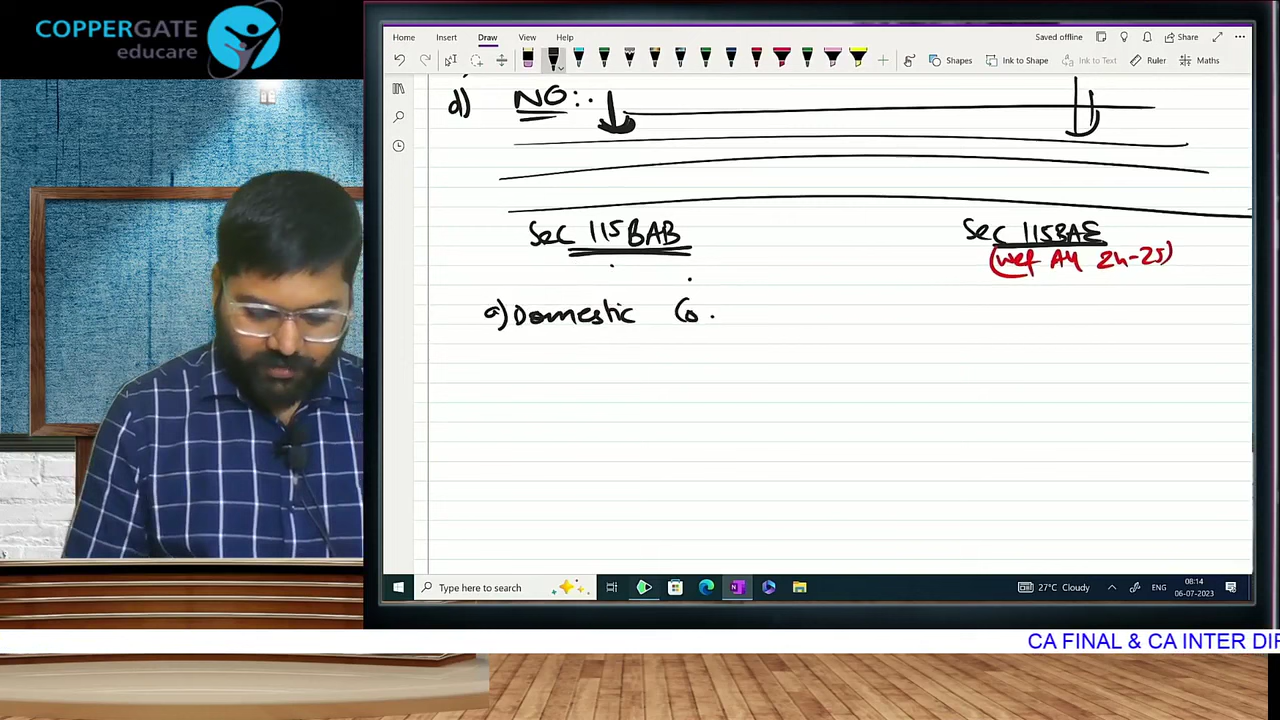 COPPERGATE
educare
Home Insert Draw View Help
Saved offline
Share
Shapes
Ink to Shape
Ink to Text
Ruler
Maths
d) NO:.
Sec 115BAB
Sec 115BAE
(wef AY 24-25)
a) Domestic Co.
Type here to search
27°C Cloudy
ENG
08:14
06-07-2023
CA FINAL & CA INTER DIR